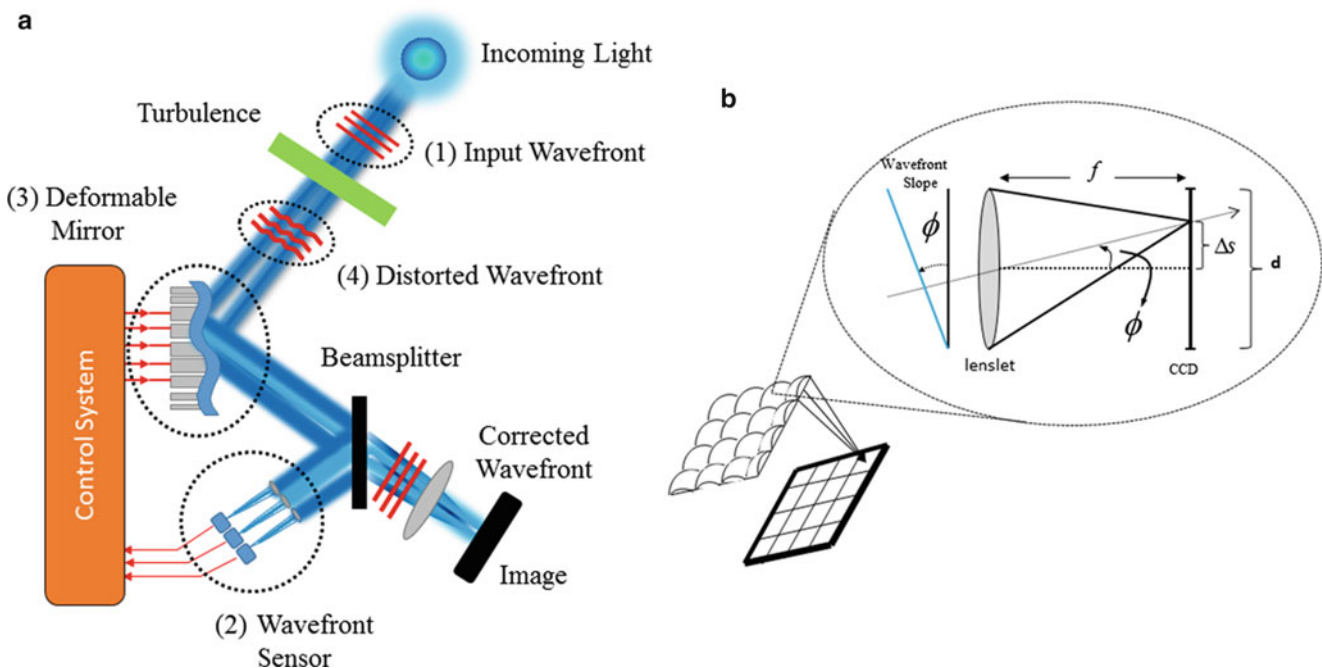 a
Incoming Light
Turbulence
(1) Input Wavefront
(3) Deformable
Mirror
(4) Distorted Wavefront
Beamsplitter
Control System
Corrected
Wavefront
Image
(2) Wavefront
Sensor
b
Wavefront
Slope
f
ϕ
Δs
d
ϕ
lenslet
CCD